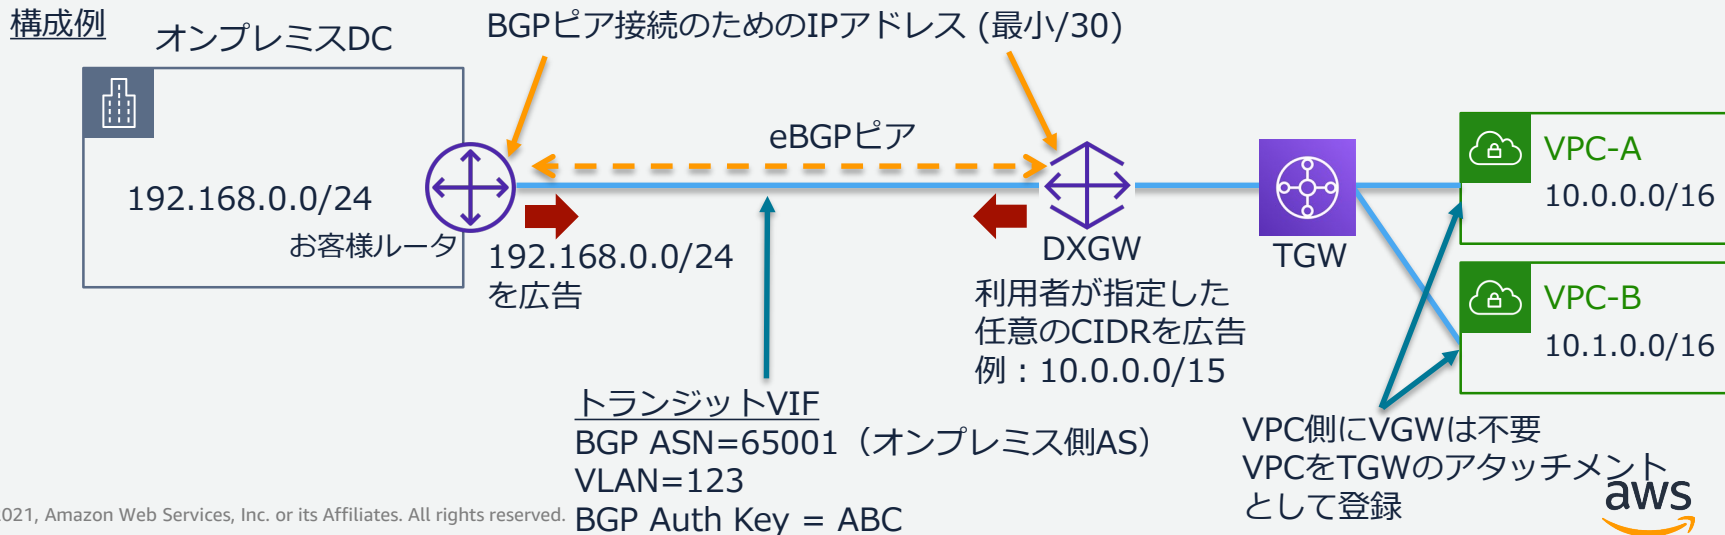 構成例
オンプレミスDC
BGPピア接続のためのIPアドレス (最小/30)
eBGPピア
192.168.0.0/24
お客様ルータ
192.168.0.0/24
を広告
DXGW
利用者が指定した
任意のCIDRを広告
例：10.0.0.0/15
TGW
VPC-A
10.0.0.0/16
VPC-B
10.1.0.0/16
トランジットVIF
BGP ASN=65001（オンプレミス側AS）
VLAN=123
BGP Auth Key = ABC
VPC側にVGWは不要
VPCをTGWのアタッチメント
として登録
2021, Amazon Web Services, Inc. or its Affiliates. All rights reserved.
aws